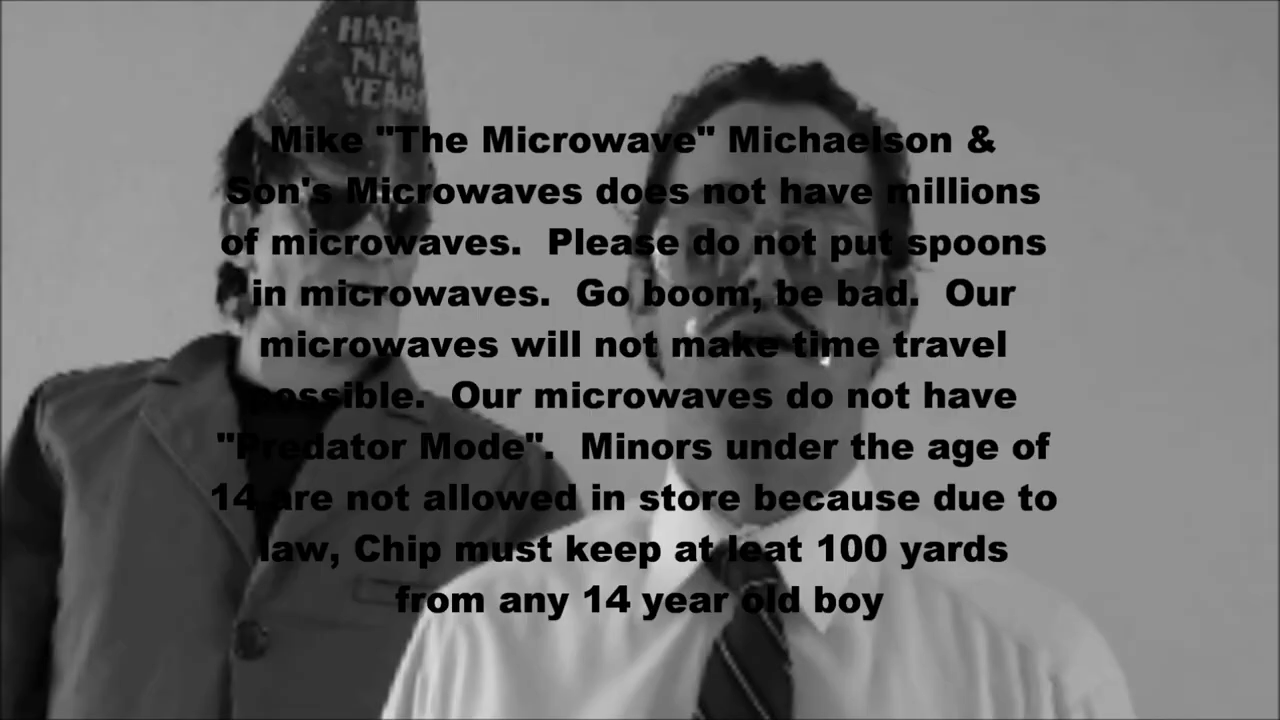 HAPPY
NEW
YEAR
Mike "The Microwave" Michaelson &
Son's Microwaves does not have millions
of microwaves.  Please do not put spoons
in microwaves.  Go boom, be bad.  Our
microwaves will not make time travel
possible.  Our microwaves do not have
"Predator Mode".  Minors under the age of
14 are not allowed in store because due to
law, Chip must keep at leat 100 yards
from any 14 year old boy